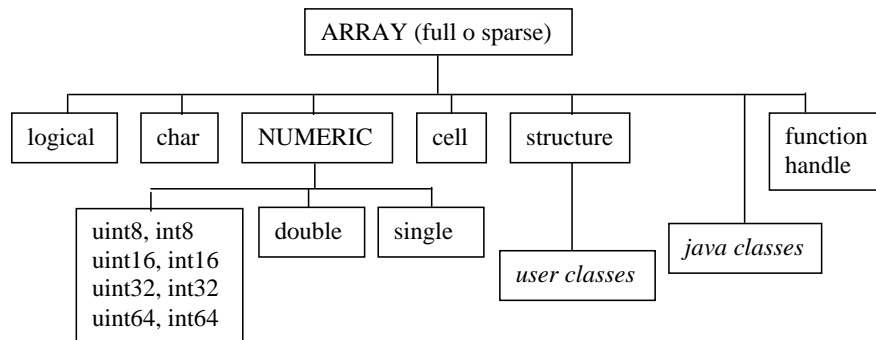 ARRAY (full o sparse)
logical
char
NUMERIC
cell
structure
function
handle
uint8, int8
uint16, int16
uint32, int32
uint64, int64
double
single
user classes
java classes